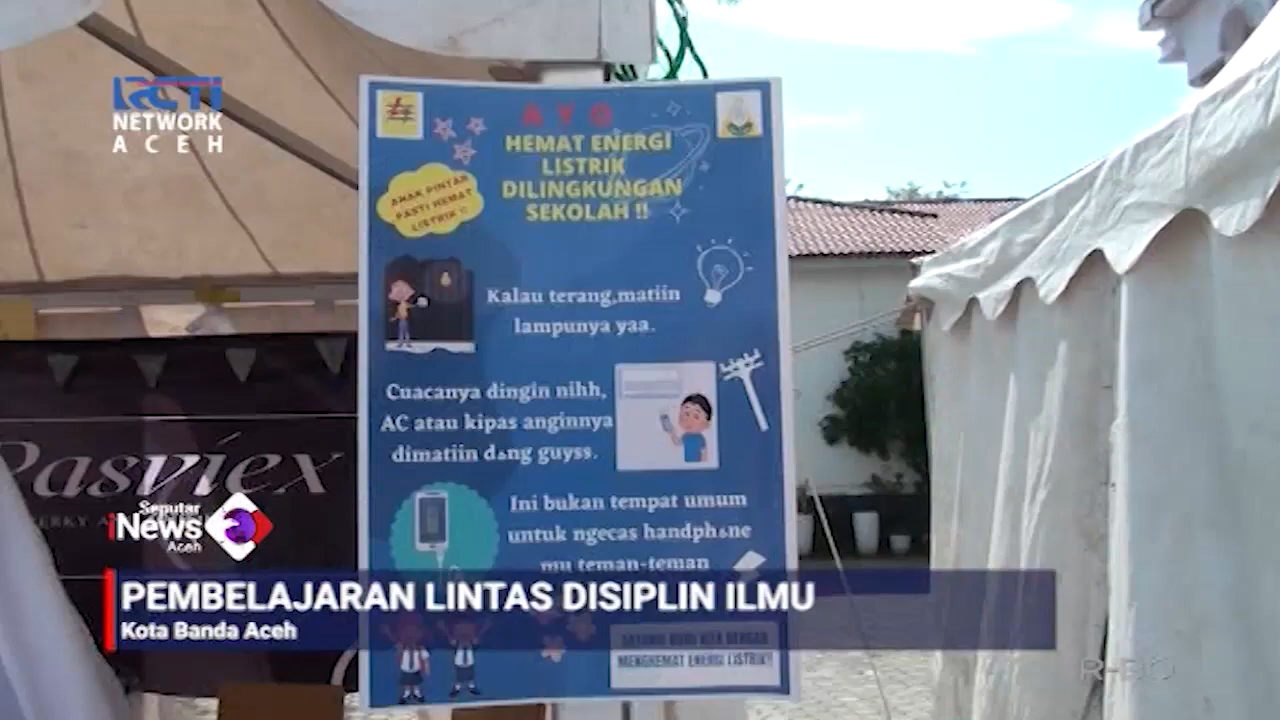 RCTI
NETWORK
ACEH
AYO
HEMAT ENERGI
LISTRIK
DILINGKUNGAN
SEKOLAH !!
ANAK PINTAR
PASTI HEMAT
LISTRIK !!
Kalau terang,matiin
lampunya yaa.
Cuacanya dingin nihh,
AC atau kipas anginnya
dimatiin dong guyss.
Ini bukan tempat umum
untuk ngecas handphone
mu teman-teman
MENGHEMAT ENERGI LISTRIK!!
Seputar
iNews
Aceh
PEMBELAJARAN LINTAS DISIPLIN ILMU
Kota Banda Aceh
R-BO